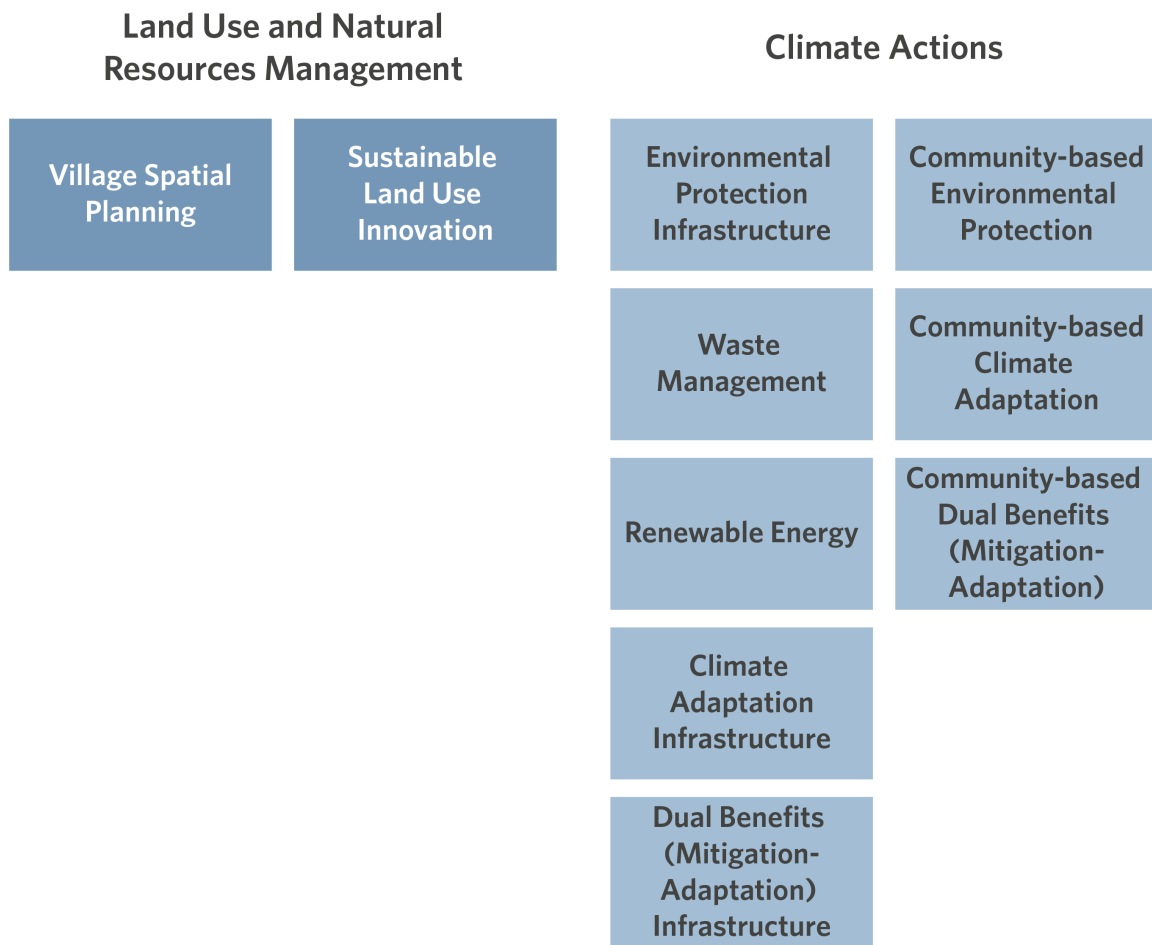 Land Use and Natural
Resources Management
Village Spatial
Planning
Sustainable
Land Use
Innovation
Climate Actions
Environmental
Protection
Infrastructure
Community-based
Environmental
Protection
Waste
Management
Community-based
Climate
Adaptation
Renewable Energy
Community-based
Dual Benefits
(Mitigation-
Adaptation)
Climate
Adaptation
Infrastructure
Dual Benefits
(Mitigation-
Adaptation)
Infrastructure